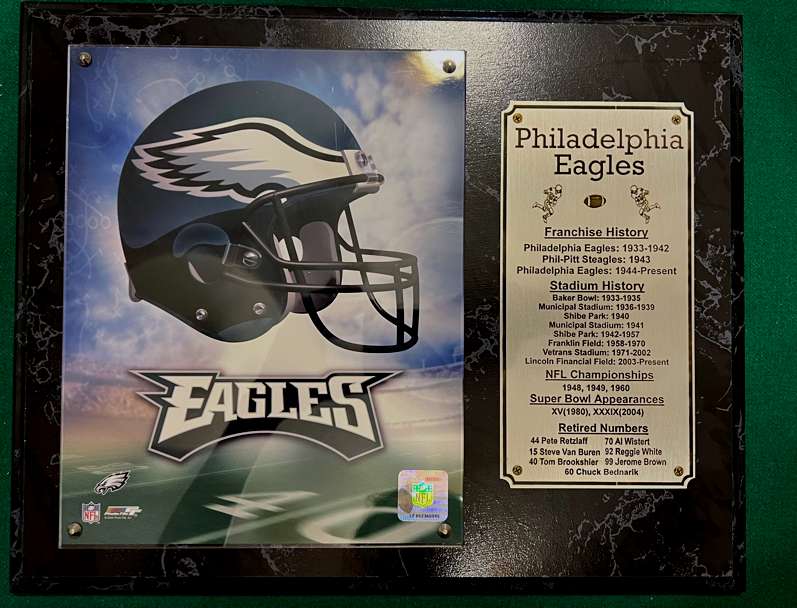 EAGLES
NFL
NFL
Philadelphia
Eagles
Franchise History
Philadelphia Eagles: 1933-1942
Phil-Pitt Steagles: 1943
Philadelphia Eagles: 1944-Present
Stadium History
Baker Bowl: 1933-1935
Municipal Stadium: 1936-1939
Shibe Park: 1940
Municipal Stadium: 1941
Shibe Park: 1942-1957
Franklin Field: 1958-1970
Vetrans Stadium: 1971-2002
Lincoln Financial Field: 2003-Present
NFL Championships
1948, 1949, 1960
Super Bowl Appearances
XV(1980), XXXIX(2004)
Retired Numbers
44 Pete Retzlaff 70 Al Wistert
15 Steve Van Buren 92 Reggie White
40 Tom Brookshier 99 Jerome Brown
60 Chuck Bednarik